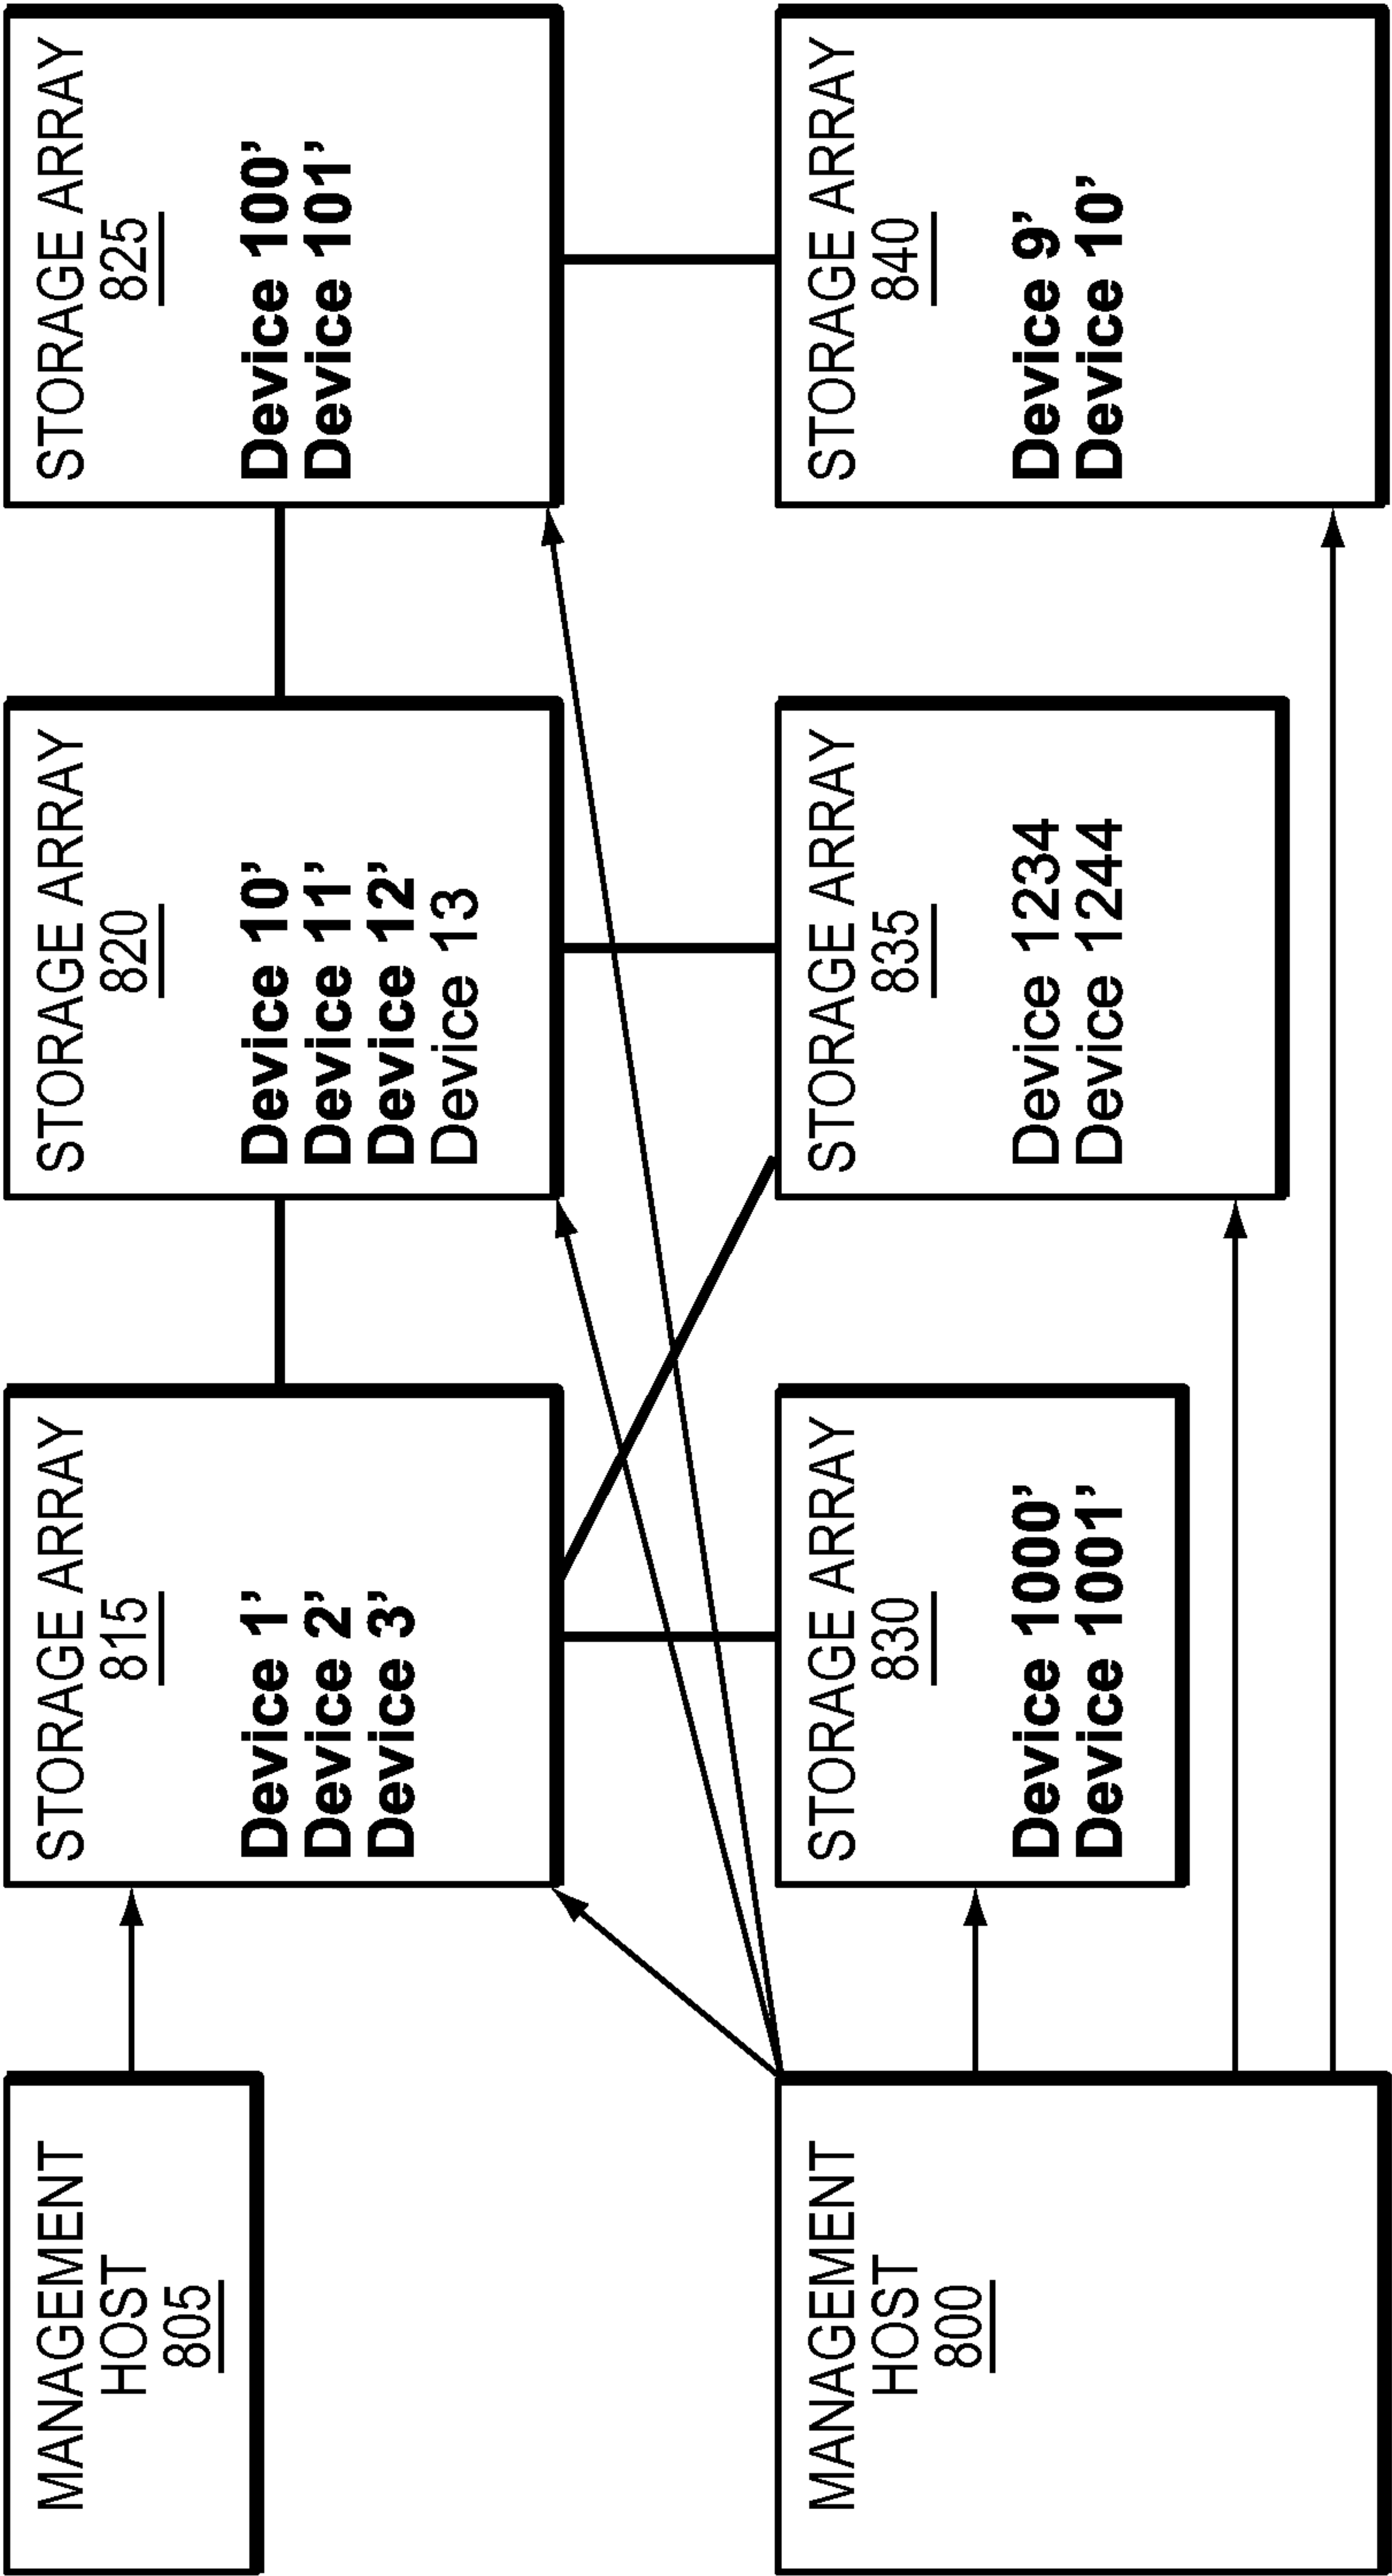 MANAGEMENT
HOST
805
STORAGE ARRAY
815
Device 1’
Device 2’
Device 3’
STORAGE ARRAY
820
Device 10’
Device 11’
Device 12’
Device 13
STORAGE ARRAY
825
Device 100’
Device 101’
MANAGEMENT
HOST
800
STORAGE ARRAY
830
Device 1000’
Device 1001’
STORAGE ARRAY
835
Device 1234
Device 1244
STORAGE ARRAY
840
Device 9’
Device 10’